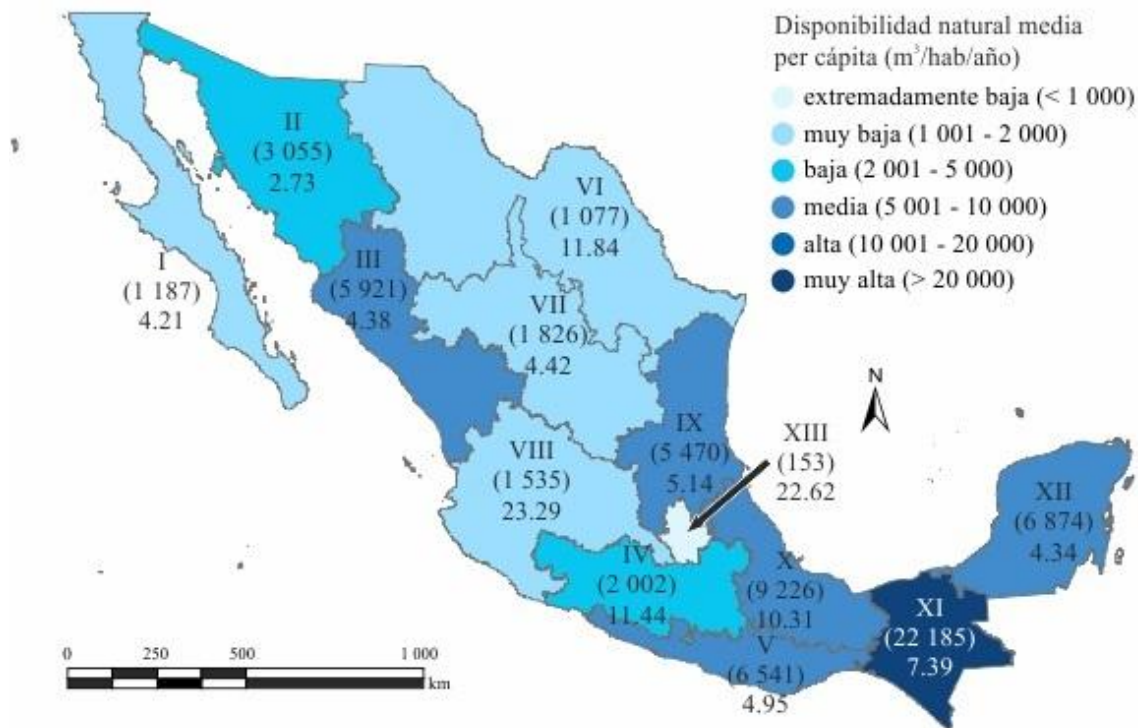 Disponibilidad natural media
per cápita (m³/hab/año)
extremadamente baja (< 1 000)
muy baja (1 001 - 2 000)
baja (2 001 - 5 000)
media (5 001 - 10 000)
alta (10 001 - 20 000)
muy alta (> 20 000)
II
(3 055)
2.73
VI
(1 077)
11.84
I
(1 187)
4.21
III
(5 921)
4.38
VII
(1 826)
4.42
N
VIII
(1 535)
23.29
IX
(5 470)
5.14
XIII
(153)
22.62
XII
(6 874)
4.34
IV
(2 002)
11.44
X
(9 226)
10.31
XI
(22 185)
7.39
V
(6 541)
4.95
0 250 500 1 000
km